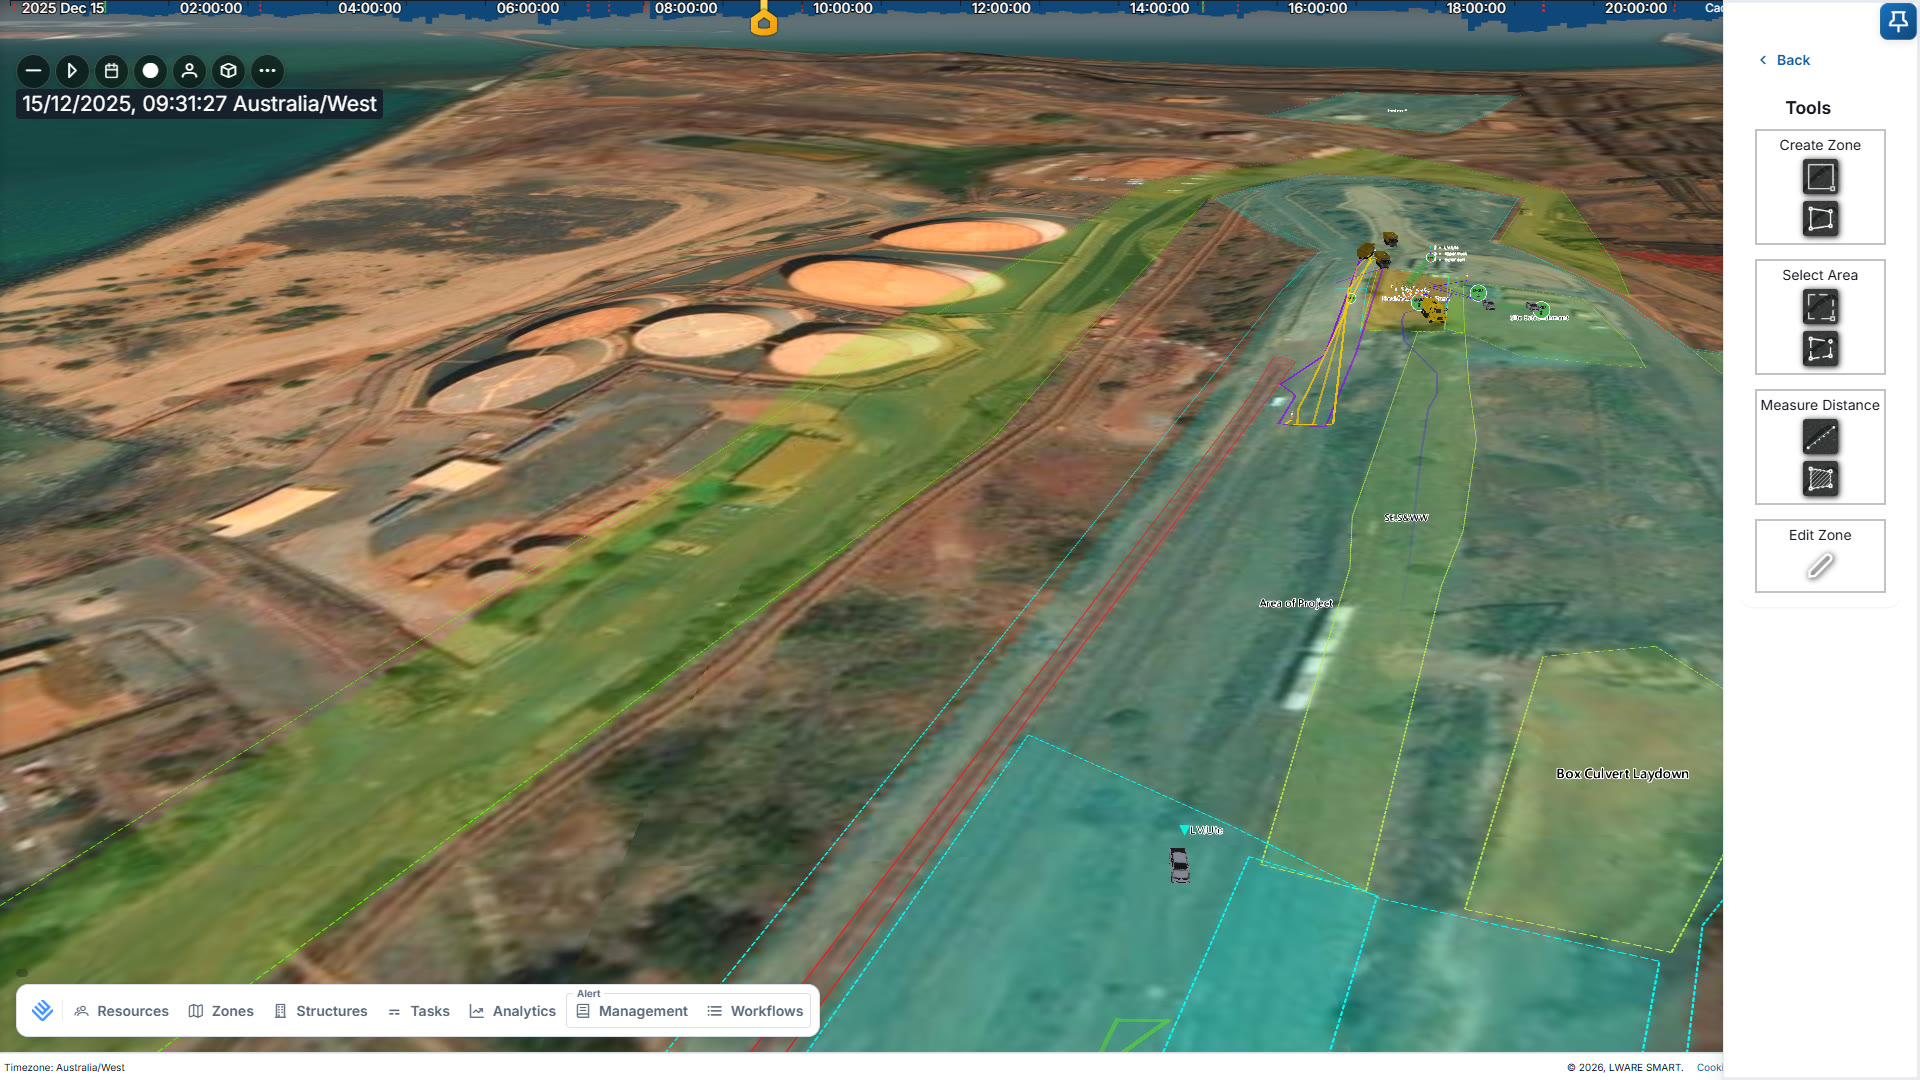 2025 Dec 15 02:00:00 04:00:00 06:00:00 08:00:00 10:00:00 12:00:00 14:00:00 16:00:00 18:00:00 20:00:00
15/12/2025, 09:31:27 Australia/West
Back
Tools
Create Zone
Select Area
Measure Distance
Edit Zone
SE:S&WW
Area of Project
Box Culvert Laydown
LV/Ute
Alert
Resources Zones Structures Tasks Analytics Management Workflows
Timezone: Australia/West
© 2026, LWARE SMART.